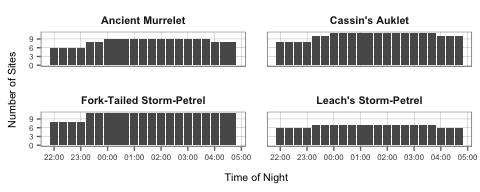 Ancient Murrelet
Cassin's Auklet
9
6
3
0
Number of Sites
Fork-Tailed Storm-Petrel
Leach's Storm-Petrel
9
6
3
0
22:00 23:00 00:00 01:00 02:00 03:00 04:00 05:00
22:00 23:00 00:00 01:00 02:00 03:00 04:00 05:00
Time of Night